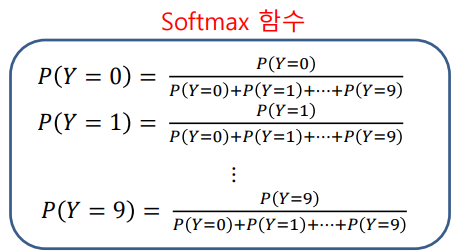 Softmax 함수
P(Y = 0) = P(Y=0) / P(Y=0)+P(Y=1)+⋯+P(Y=9)
P(Y = 1) = P(Y=1) / P(Y=0)+P(Y=1)+⋯+P(Y=9)
⋮
P(Y = 9) = P(Y=9) / P(Y=0)+P(Y=1)+⋯+P(Y=9)